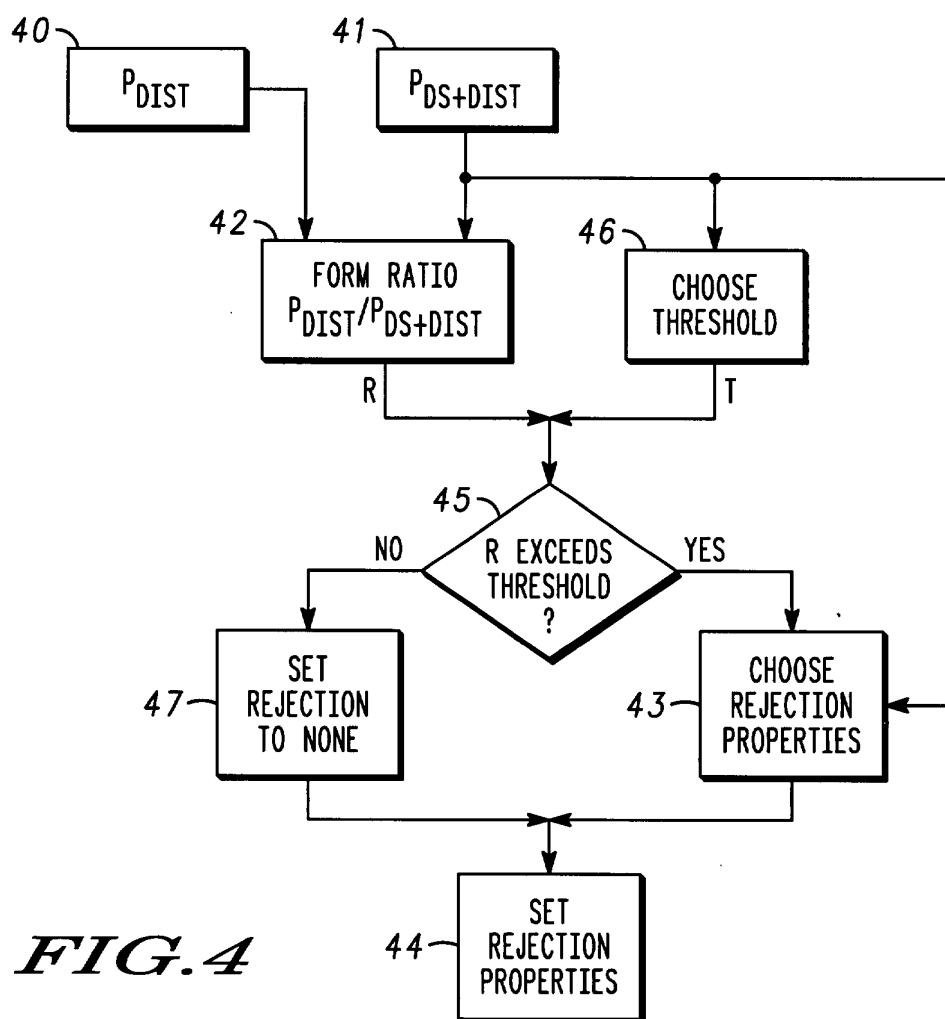 40
41
P_DIST
P_DS+DIST
42
46
FORM RATIO
P_DIST/P_DS+DIST
CHOOSE
THRESHOLD
R
T
45
NO
R EXCEEDS
THRESHOLD
?
YES
47
SET
REJECTION
TO NONE
43
CHOOSE
REJECTION
PROPERTIES
44
SET
REJECTION
PROPERTIES
FIG.4